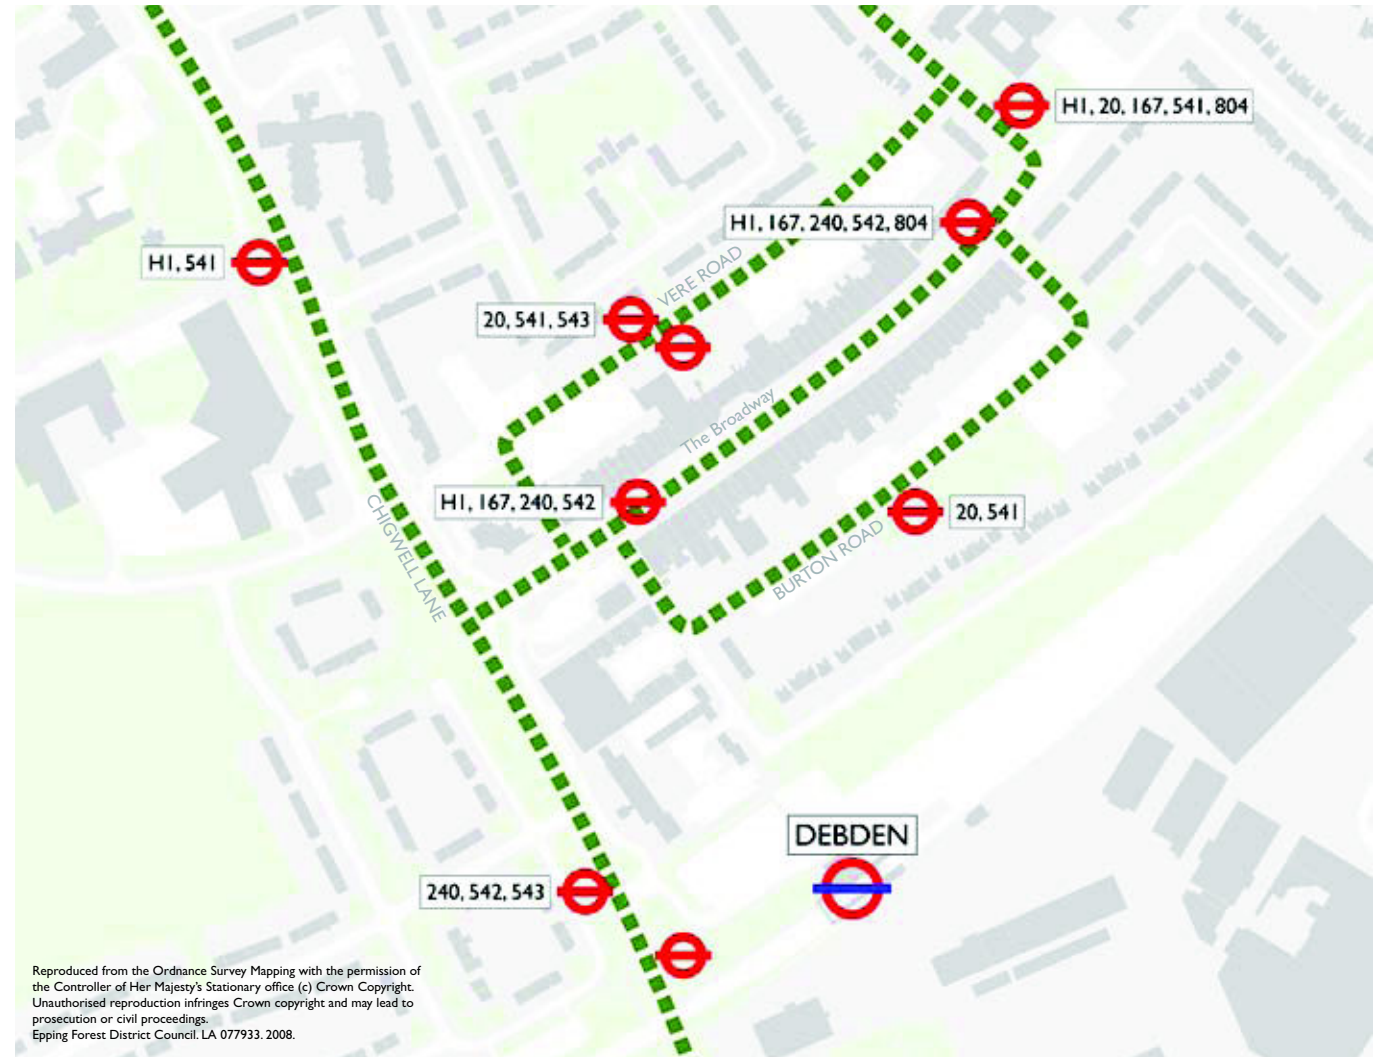 H1, 20, 167, 541, 804
H1, 167, 240, 542, 804
H1, 541
VERE ROAD
20, 541, 543
The Broadway
H1, 167, 240, 542
20, 541
CHIGWELL LANE
BURTON ROAD
DEBDEN
240, 542, 543
Reproduced from the Ordnance Survey Mapping with the permission of
the Controller of Her Majesty's Stationary office (c) Crown Copyright.
Unauthorised reproduction infringes Crown copyright and may lead to
prosecution or civil proceedings.
Epping Forest District Council. LA 077933. 2008.